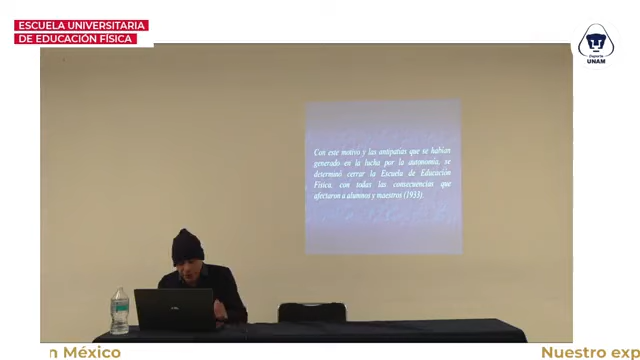 ESCUELA UNIVERSITARIA
DE EDUCACIÓN FÍSICA
Deporte
UNAM
Con este motivo y las antipatías que se habían
generado en la lucha por la autonomía, se
determinó cerrar la Escuela de Educación
Física, con todas las consecuencias que
afectaron a alumnos y maestros (1933).
n México
Nuestro exp